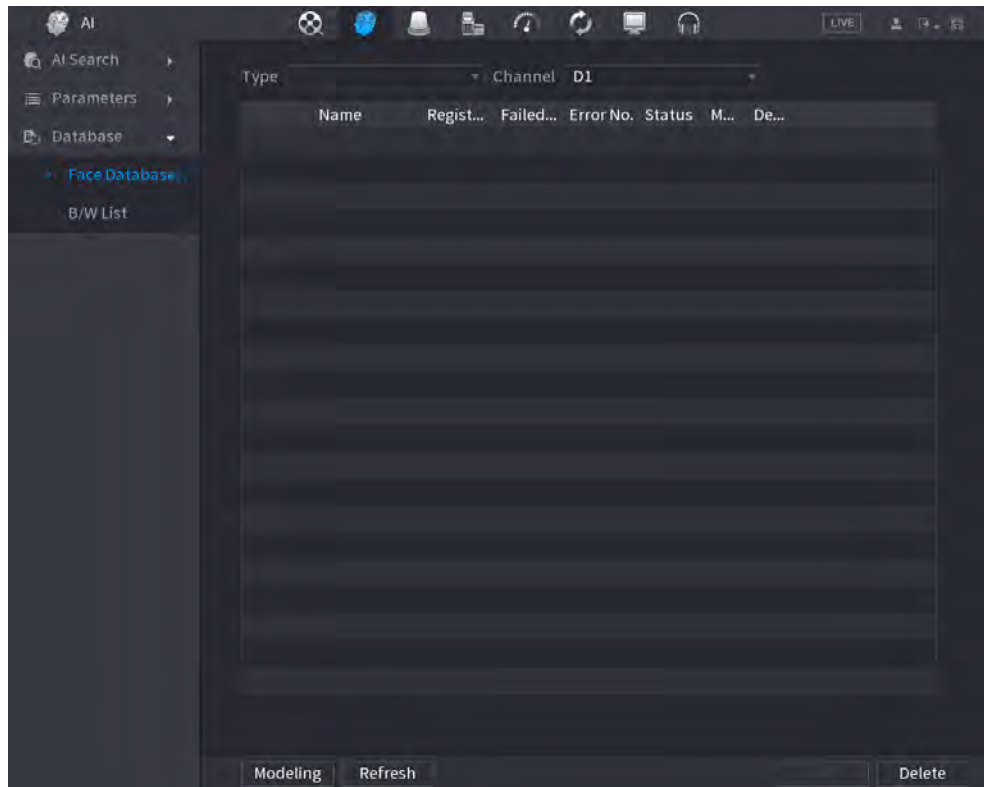 AI
LIVE
AI Search
Parameters
Database
Face Database
B/W List
Type
Channel D1
Name Regist... Failed... Error No. Status M... De...
Modeling Refresh Delete